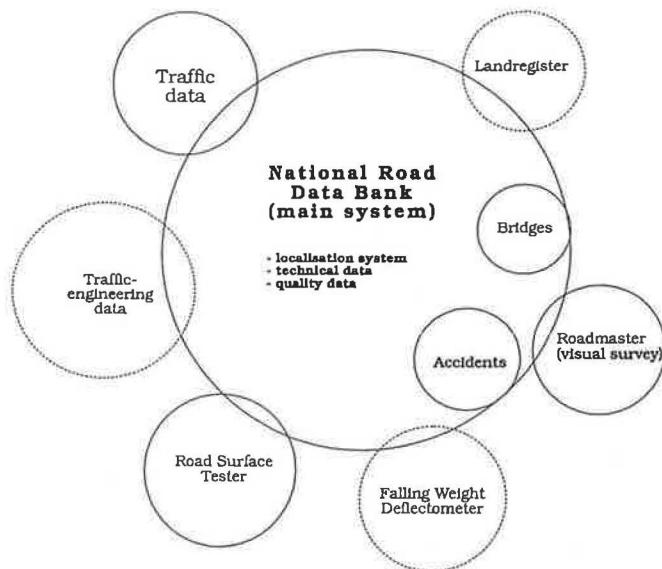 Traffic
data
Landregister
National Road
Data Bank
(main system)
- localisation system
- technical data
- quality data
Bridges
Traffic-
engineering
data
Roadmaster
(visual survey)
Accidents
Road Surface
Tester
Falling Weight
Deflectometer